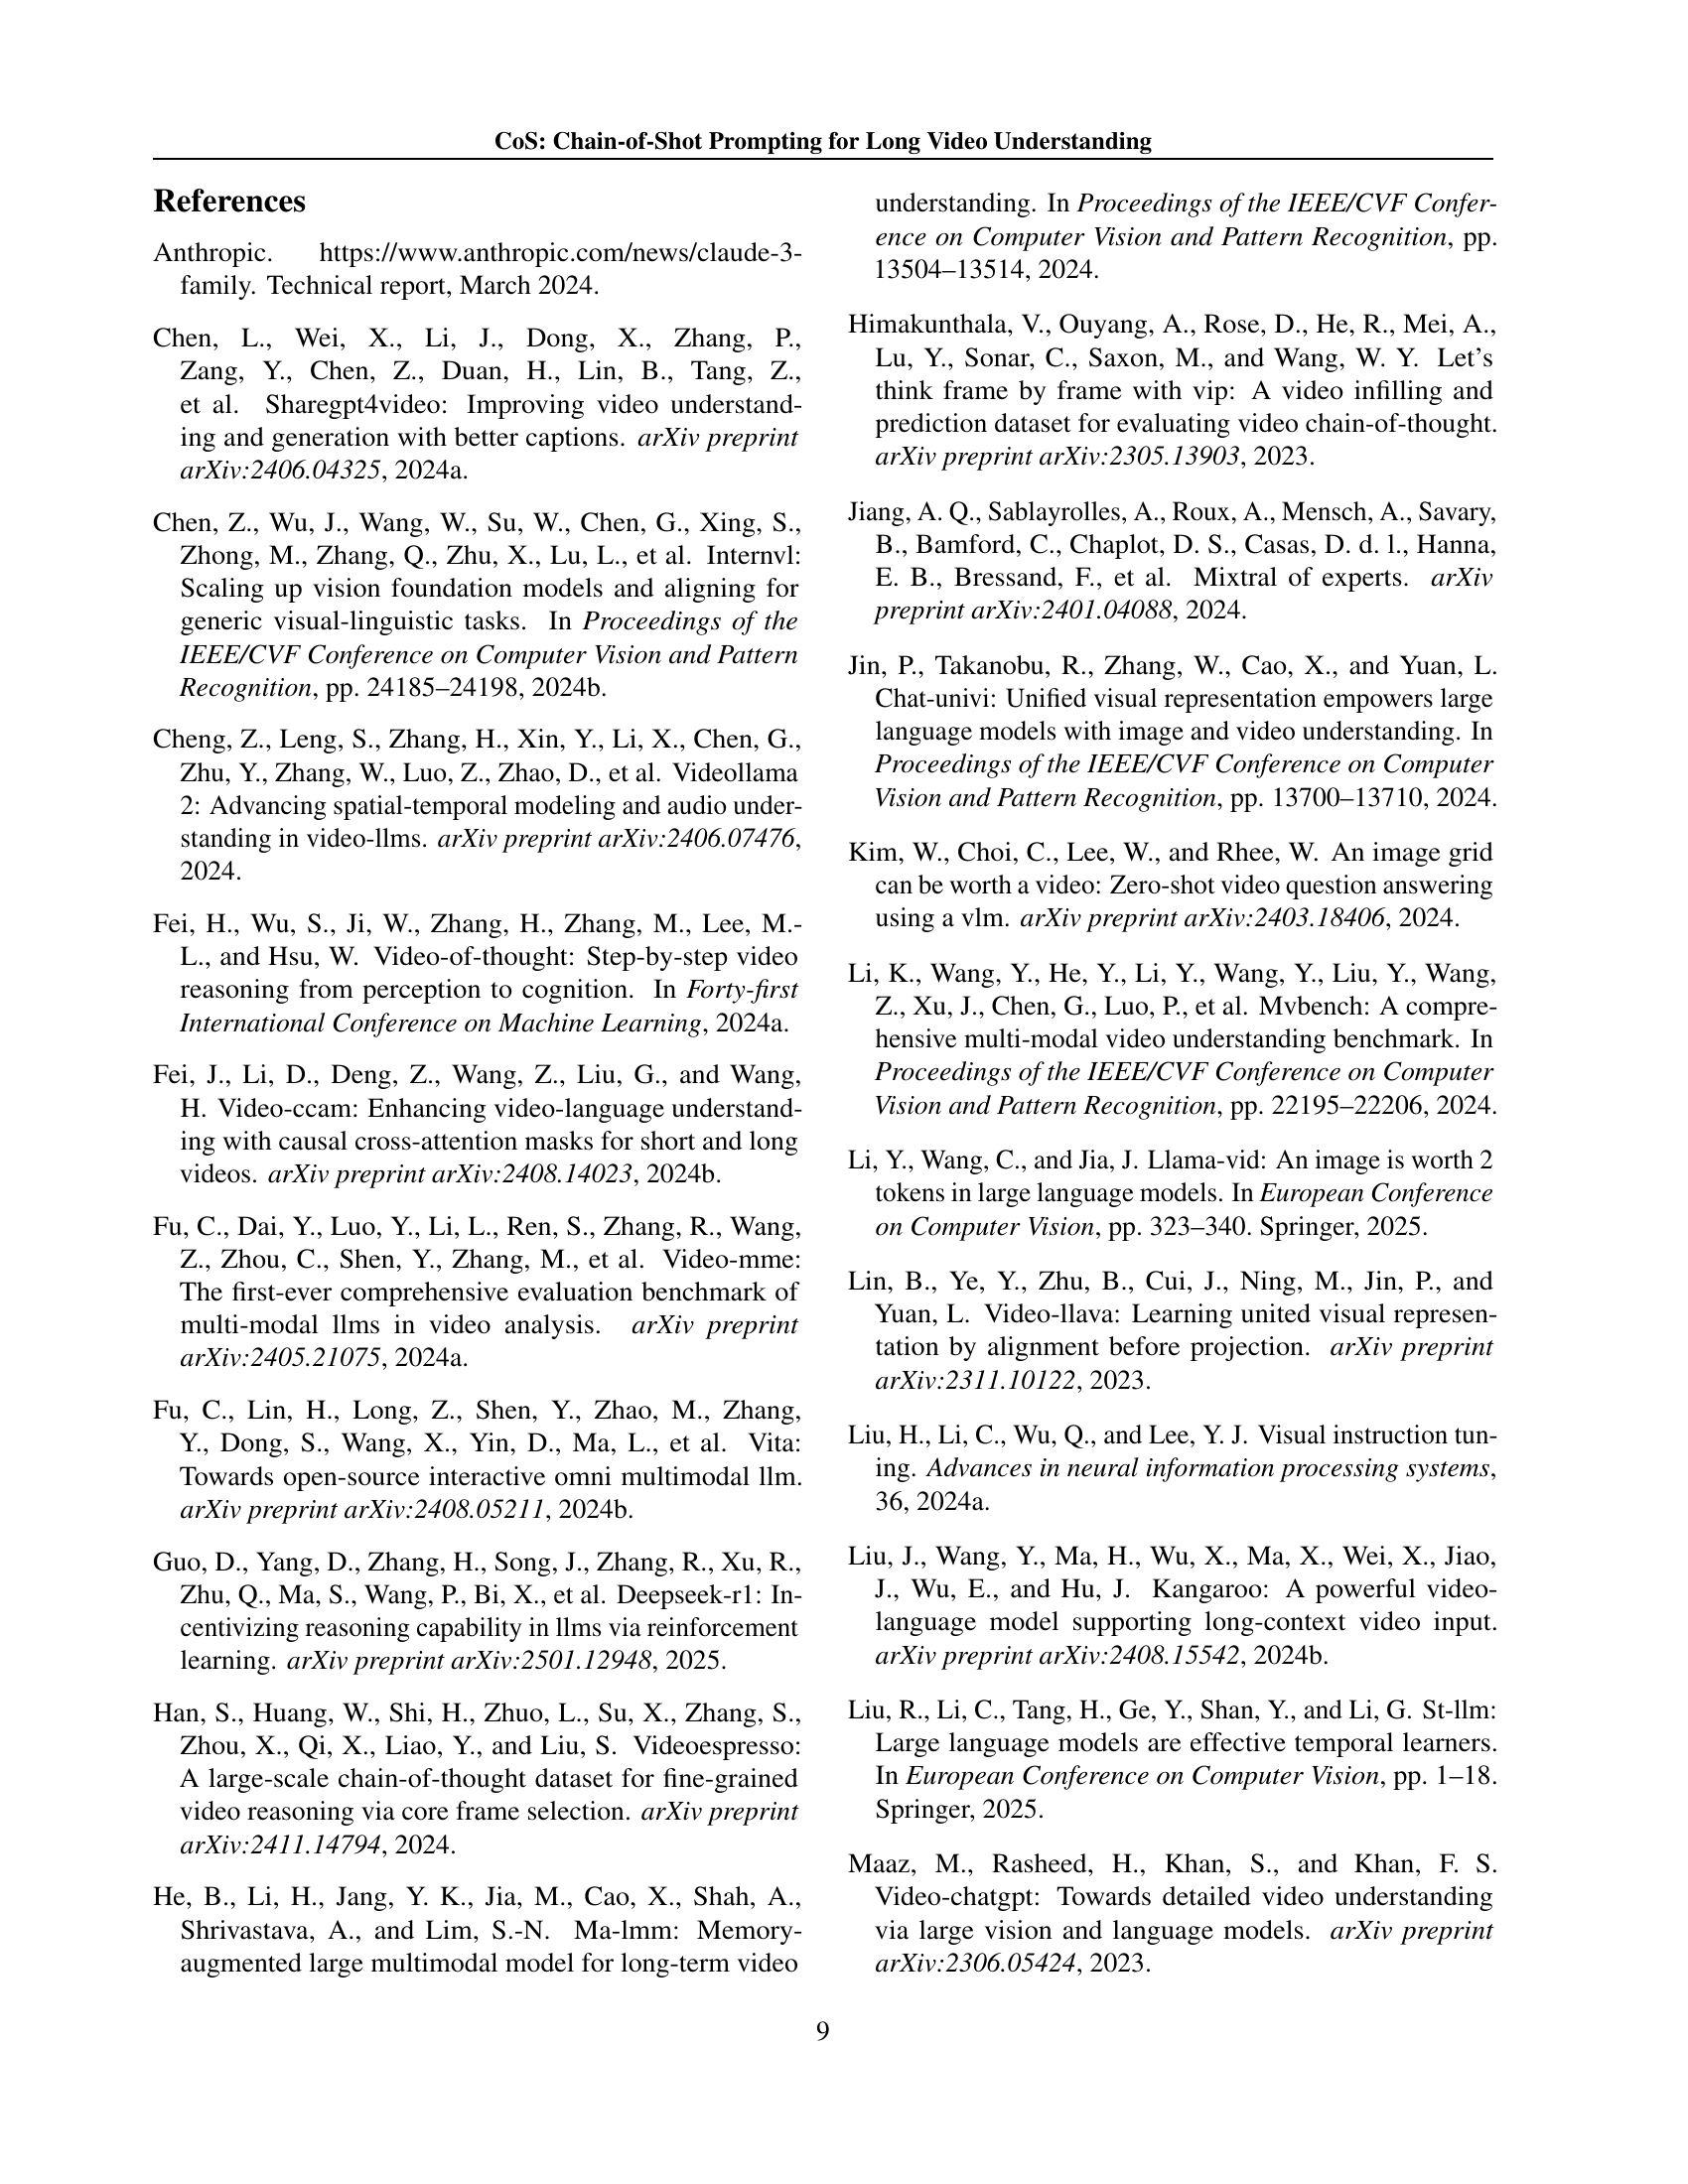 CoS: Chain-of-Shot Prompting for Long Video Understanding
References
Anthropic. https://www.anthropic.com/news/claude-3-
family. Technical report, March 2024.
Chen, L., Wei, X., Li, J., Dong, X., Zhang, P.,
Zang, Y., Chen, Z., Duan, H., Lin, B., Tang, Z.,
et al. Sharegpt4video: Improving video understand-
ing and generation with better captions. arXiv preprint
arXiv:2406.04325, 2024a.
Chen, Z., Wu, J., Wang, W., Su, W., Chen, G., Xing, S.,
Zhong, M., Zhang, Q., Zhu, X., Lu, L., et al. Internvl:
Scaling up vision foundation models and aligning for
generic visual-linguistic tasks. In Proceedings of the
IEEE/CVF Conference on Computer Vision and Pattern
Recognition, pp. 24185–24198, 2024b.
Cheng, Z., Leng, S., Zhang, H., Xin, Y., Li, X., Chen, G.,
Zhu, Y., Zhang, W., Luo, Z., Zhao, D., et al. Videollama
2: Advancing spatial-temporal modeling and audio under-
standing in video-llms. arXiv preprint arXiv:2406.07476,
2024.
Fei, H., Wu, S., Ji, W., Zhang, H., Zhang, M., Lee, M.-
L., and Hsu, W. Video-of-thought: Step-by-step video
reasoning from perception to cognition. In Forty-first
International Conference on Machine Learning, 2024a.
Fei, J., Li, D., Deng, Z., Wang, Z., Liu, G., and Wang,
H. Video-ccam: Enhancing video-language understand-
ing with causal cross-attention masks for short and long
videos. arXiv preprint arXiv:2408.14023, 2024b.
Fu, C., Dai, Y., Luo, Y., Li, L., Ren, S., Zhang, R., Wang,
Z., Zhou, C., Shen, Y., Zhang, M., et al. Video-mme:
The first-ever comprehensive evaluation benchmark of
multi-modal llms in video analysis. arXiv preprint
arXiv:2405.21075, 2024a.
Fu, C., Lin, H., Long, Z., Shen, Y., Zhao, M., Zhang,
Y., Dong, S., Wang, X., Yin, D., Ma, L., et al. Vita:
Towards open-source interactive omni multimodal llm.
arXiv preprint arXiv:2408.05211, 2024b.
Guo, D., Yang, D., Zhang, H., Song, J., Zhang, R., Xu, R.,
Zhu, Q., Ma, S., Wang, P., Bi, X., et al. Deepseek-r1: In-
centivizing reasoning capability in llms via reinforcement
learning. arXiv preprint arXiv:2501.12948, 2025.
Han, S., Huang, W., Shi, H., Zhuo, L., Su, X., Zhang, S.,
Zhou, X., Qi, X., Liao, Y., and Liu, S. Videoespresso:
A large-scale chain-of-thought dataset for fine-grained
video reasoning via core frame selection. arXiv preprint
arXiv:2411.14794, 2024.
He, B., Li, H., Jang, Y. K., Jia, M., Cao, X., Shah, A.,
Shrivastava, A., and Lim, S.-N. Ma-lmm: Memory-
augmented large multimodal model for long-term video
understanding. In Proceedings of the IEEE/CVF Confer-
ence on Computer Vision and Pattern Recognition, pp.
13504–13514, 2024.
Himakunthala, V., Ouyang, A., Rose, D., He, R., Mei, A.,
Lu, Y., Sonar, C., Saxon, M., and Wang, W. Y. Let's
think frame by frame with vip: A video infilling and
prediction dataset for evaluating video chain-of-thought.
arXiv preprint arXiv:2305.13903, 2023.
Jiang, A. Q., Sablayrolles, A., Roux, A., Mensch, A., Savary,
B., Bamford, C., Chaplot, D. S., Casas, D. d. l., Hanna,
E. B., Bressand, F., et al. Mixtral of experts. arXiv
preprint arXiv:2401.04088, 2024.
Jin, P., Takanobu, R., Zhang, W., Cao, X., and Yuan, L.
Chat-univi: Unified visual representation empowers large
language models with image and video understanding. In
Proceedings of the IEEE/CVF Conference on Computer
Vision and Pattern Recognition, pp. 13700–13710, 2024.
Kim, W., Choi, C., Lee, W., and Rhee, W. An image grid
can be worth a video: Zero-shot video question answering
using a vlm. arXiv preprint arXiv:2403.18406, 2024.
Li, K., Wang, Y., He, Y., Li, Y., Wang, Y., Liu, Y., Wang,
Z., Xu, J., Chen, G., Luo, P., et al. Mvbench: A compre-
hensive multi-modal video understanding benchmark. In
Proceedings of the IEEE/CVF Conference on Computer
Vision and Pattern Recognition, pp. 22195–22206, 2024.
Li, Y., Wang, C., and Jia, J. Llama-vid: An image is worth 2
tokens in large language models. In European Conference
on Computer Vision, pp. 323–340. Springer, 2025.
Lin, B., Ye, Y., Zhu, B., Cui, J., Ning, M., Jin, P., and
Yuan, L. Video-llava: Learning united visual represen-
tation by alignment before projection. arXiv preprint
arXiv:2311.10122, 2023.
Liu, H., Li, C., Wu, Q., and Lee, Y. J. Visual instruction tun-
ing. Advances in neural information processing systems,
36, 2024a.
Liu, J., Wang, Y., Ma, H., Wu, X., Ma, X., Wei, X., Jiao,
J., Wu, E., and Hu, J. Kangaroo: A powerful video-
language model supporting long-context video input.
arXiv preprint arXiv:2408.15542, 2024b.
Liu, R., Li, C., Tang, H., Ge, Y., Shan, Y., and Li, G. St-llm:
Large language models are effective temporal learners.
In European Conference on Computer Vision, pp. 1–18.
Springer, 2025.
Maaz, M., Rasheed, H., Khan, S., and Khan, F. S.
Video-chatgpt: Towards detailed video understanding
via large vision and language models. arXiv preprint
arXiv:2306.05424, 2023.
9